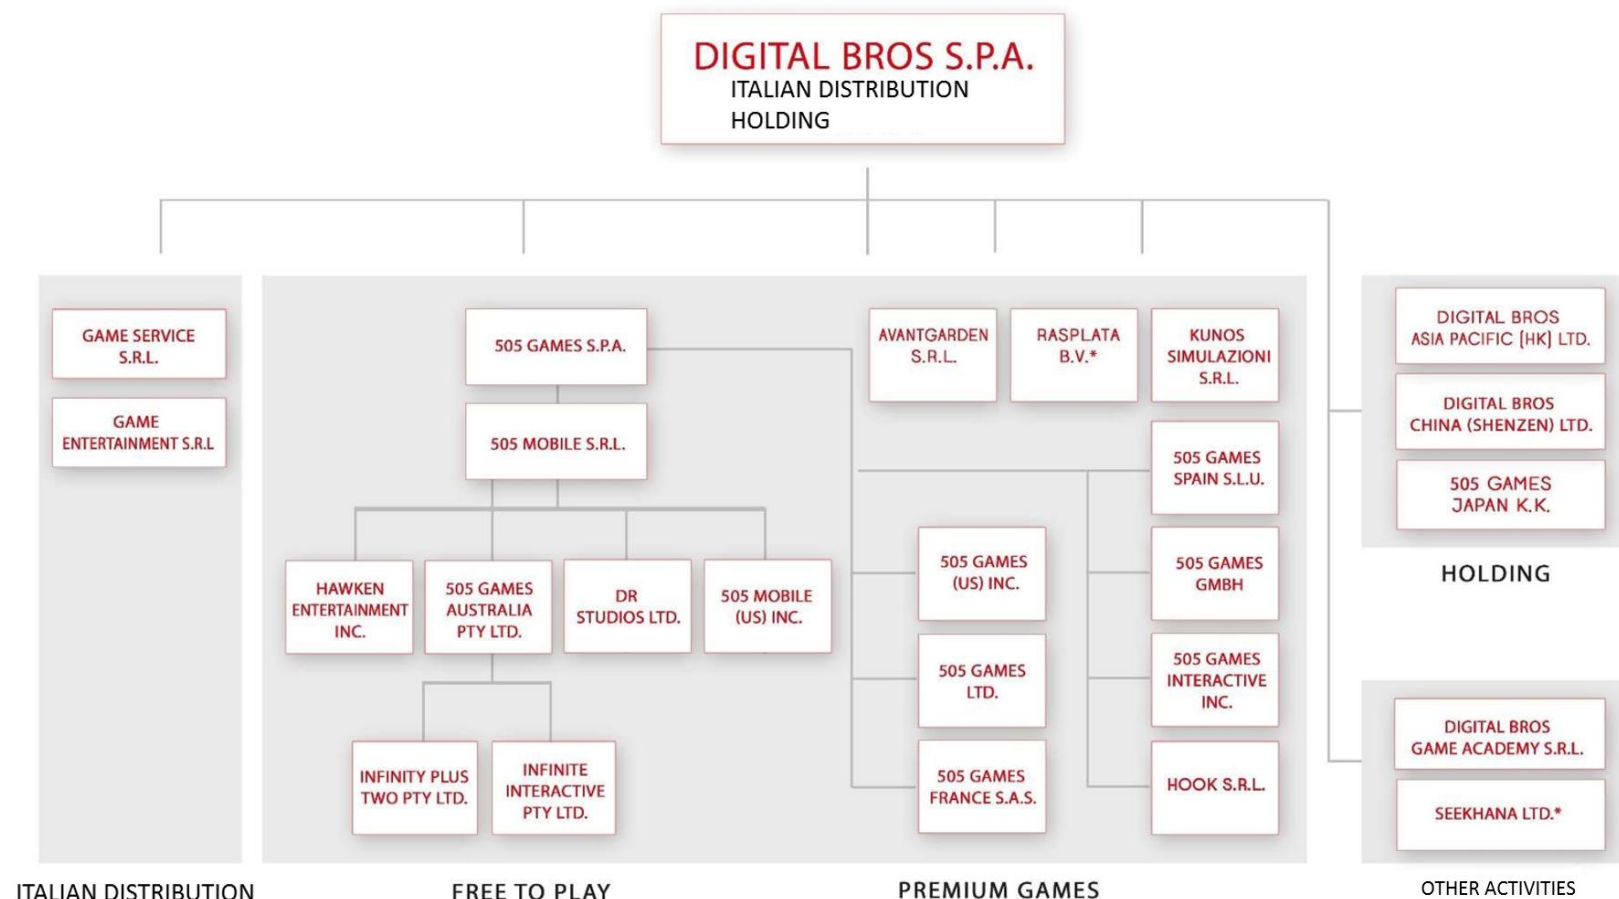 DIGITAL BROS S.P.A.
ITALIAN DISTRIBUTION
HOLDING
GAME SERVICE
S.R.L.
GAME
ENTERTAINMENT S.R.L
ITALIAN DISTRIBUTION
505 GAMES S.P.A.
505 MOBILE S.R.L.
HAWKEN
ENTERTAINMENT
INC.
505 GAMES
AUSTRALIA
PTY LTD.
DR
STUDIOS LTD.
505 MOBILE
(US) INC.
INFINITY PLUS
TWO PTY LTD.
INFINITE
INTERACTIVE
PTY LTD.
FREE TO PLAY
AVANTGARDEN
S.R.L.
RASPLATA
B.V.*
KUNOS
SIMULAZIONI
S.R.L.
505 GAMES
SPAIN S.L.U.
505 GAMES
(US) INC.
505 GAMES
GMBH
505 GAMES
LTD.
505 GAMES
INTERACTIVE
INC.
505 GAMES
FRANCE S.A.S.
HOOK S.R.L.
PREMIUM GAMES
DIGITAL BROS
ASIA PACIFIC (HK) LTD.
DIGITAL BROS
CHINA (SHENZEN) LTD.
505 GAMES
JAPAN K.K.
HOLDING
DIGITAL BROS
GAME ACADEMY S.R.L.
SEEKHANA LTD.*
OTHER ACTIVITIES